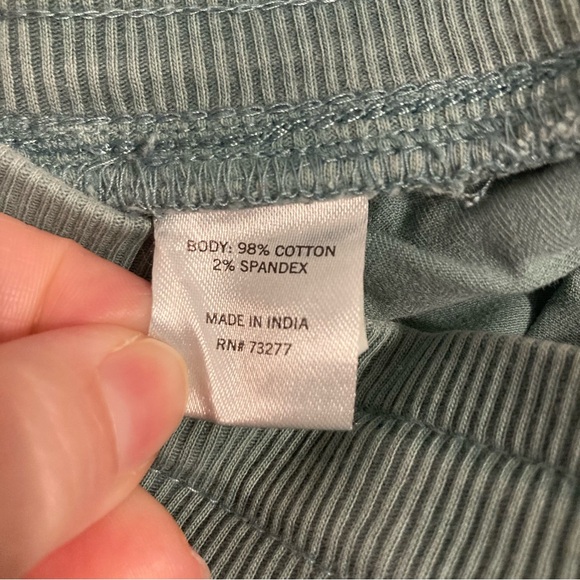 BODY: 98% COTTON
2% SPANDEX
MADE IN INDIA
RN# 73277